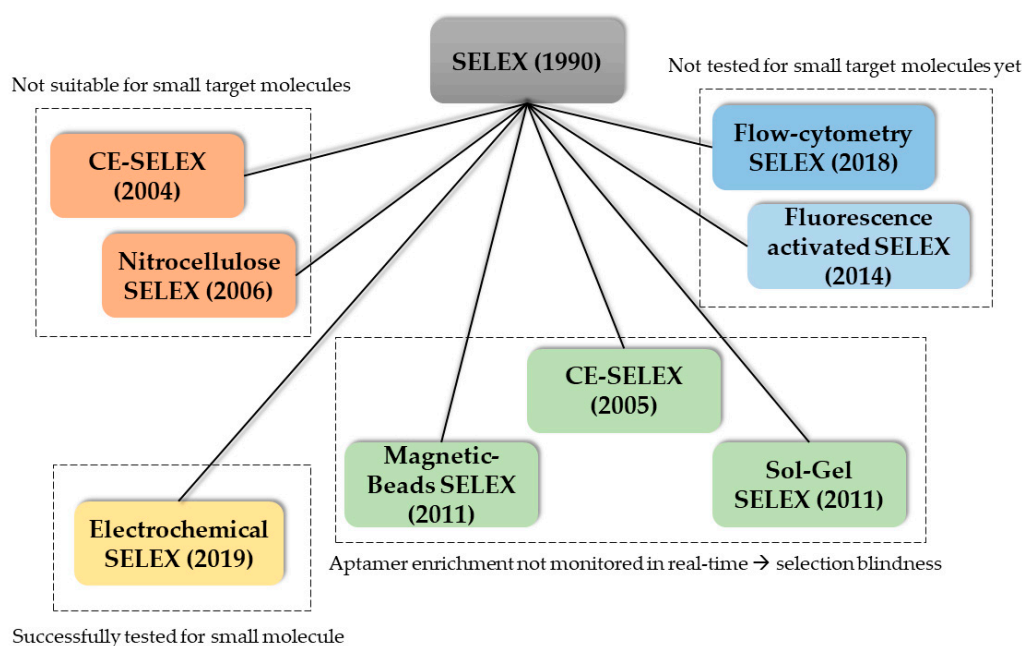 SELEX (1990)
Not suitable for small target molecules
CE-SELEX
(2004)
Nitrocellulose
SELEX (2006)
Not tested for small target molecules yet
Flow-cytometry
SELEX (2018)
Fluorescence
activated SELEX
(2014)
CE-SELEX
(2005)
Magnetic-
Beads SELEX
(2011)
Sol-Gel
SELEX (2011)
Aptamer enrichment not monitored in real-time → selection blindness
Electrochemical
SELEX (2019)
Successfully tested for small molecule